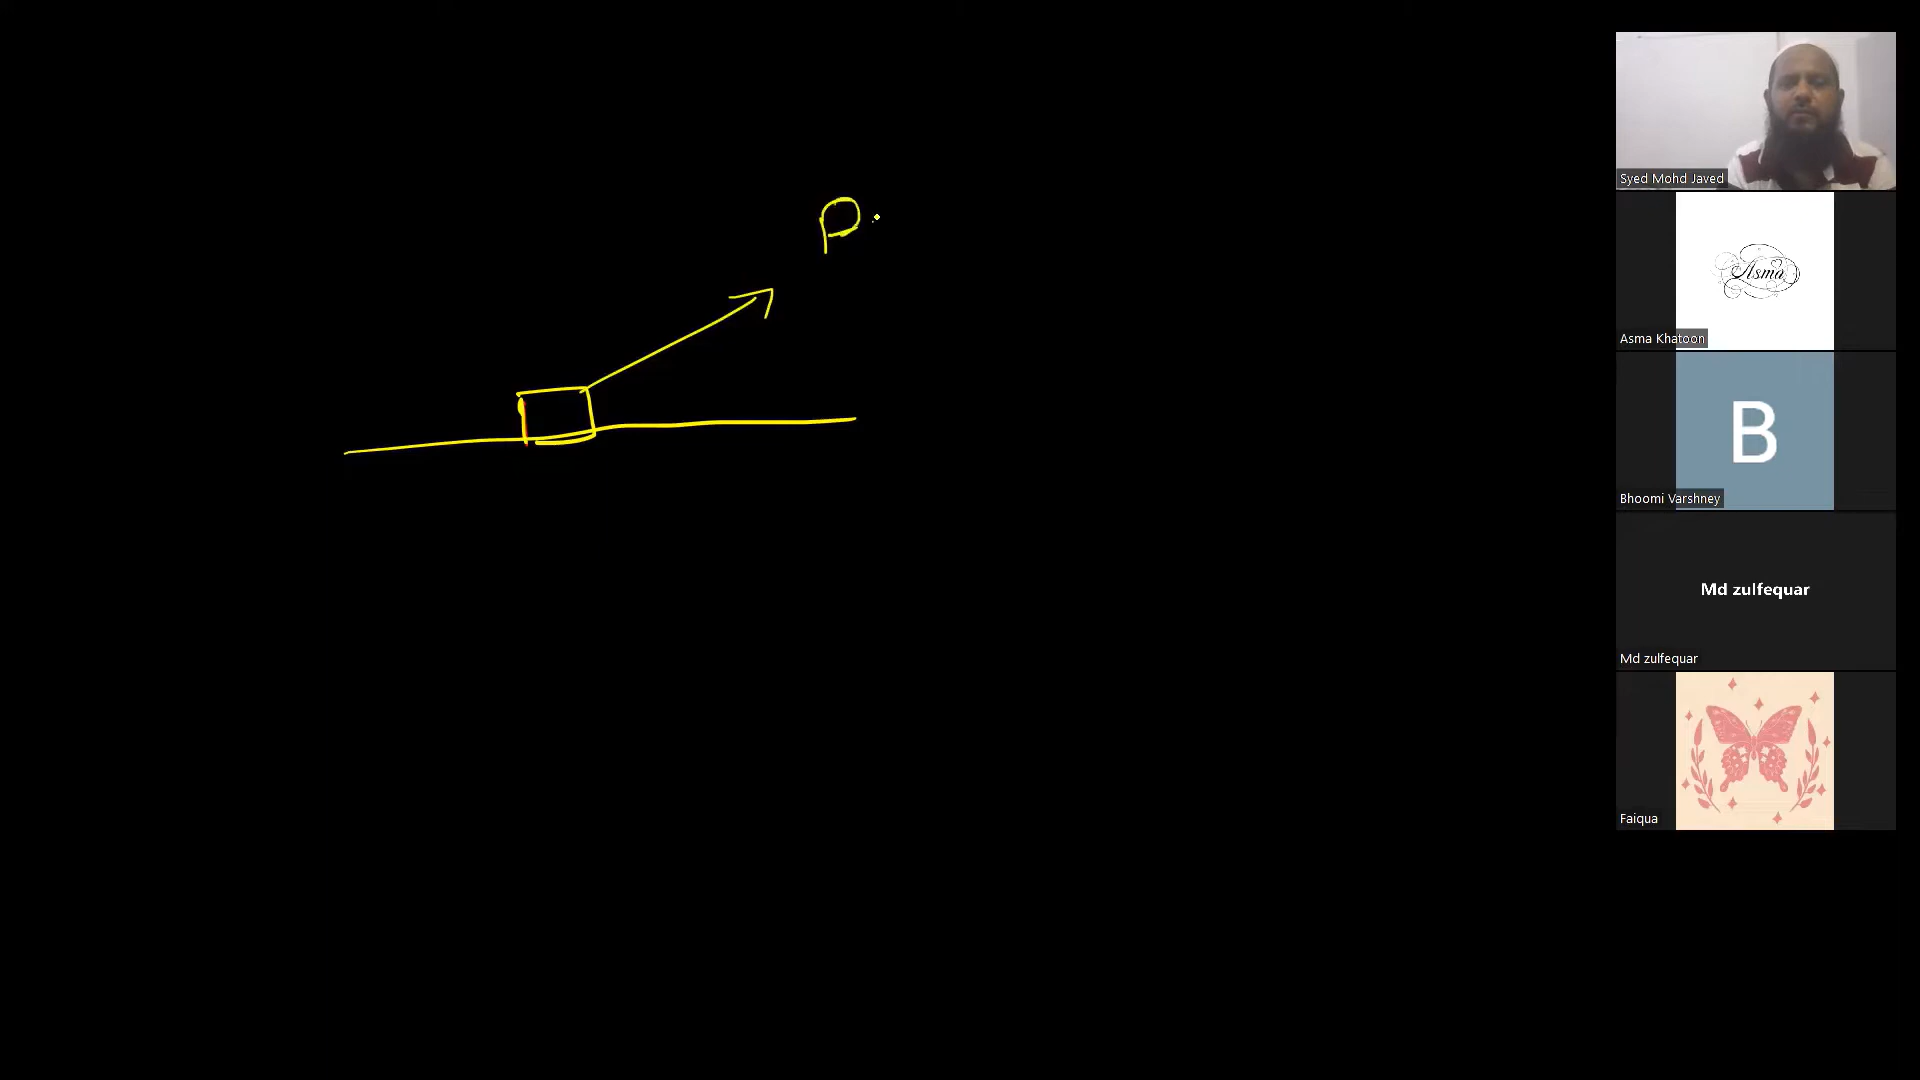 P
Syed Mohd Javed
Asma
Asma Khatoon
B
Bhoomi Varshney
Md zulfequar
Md zulfequar
Faiqua